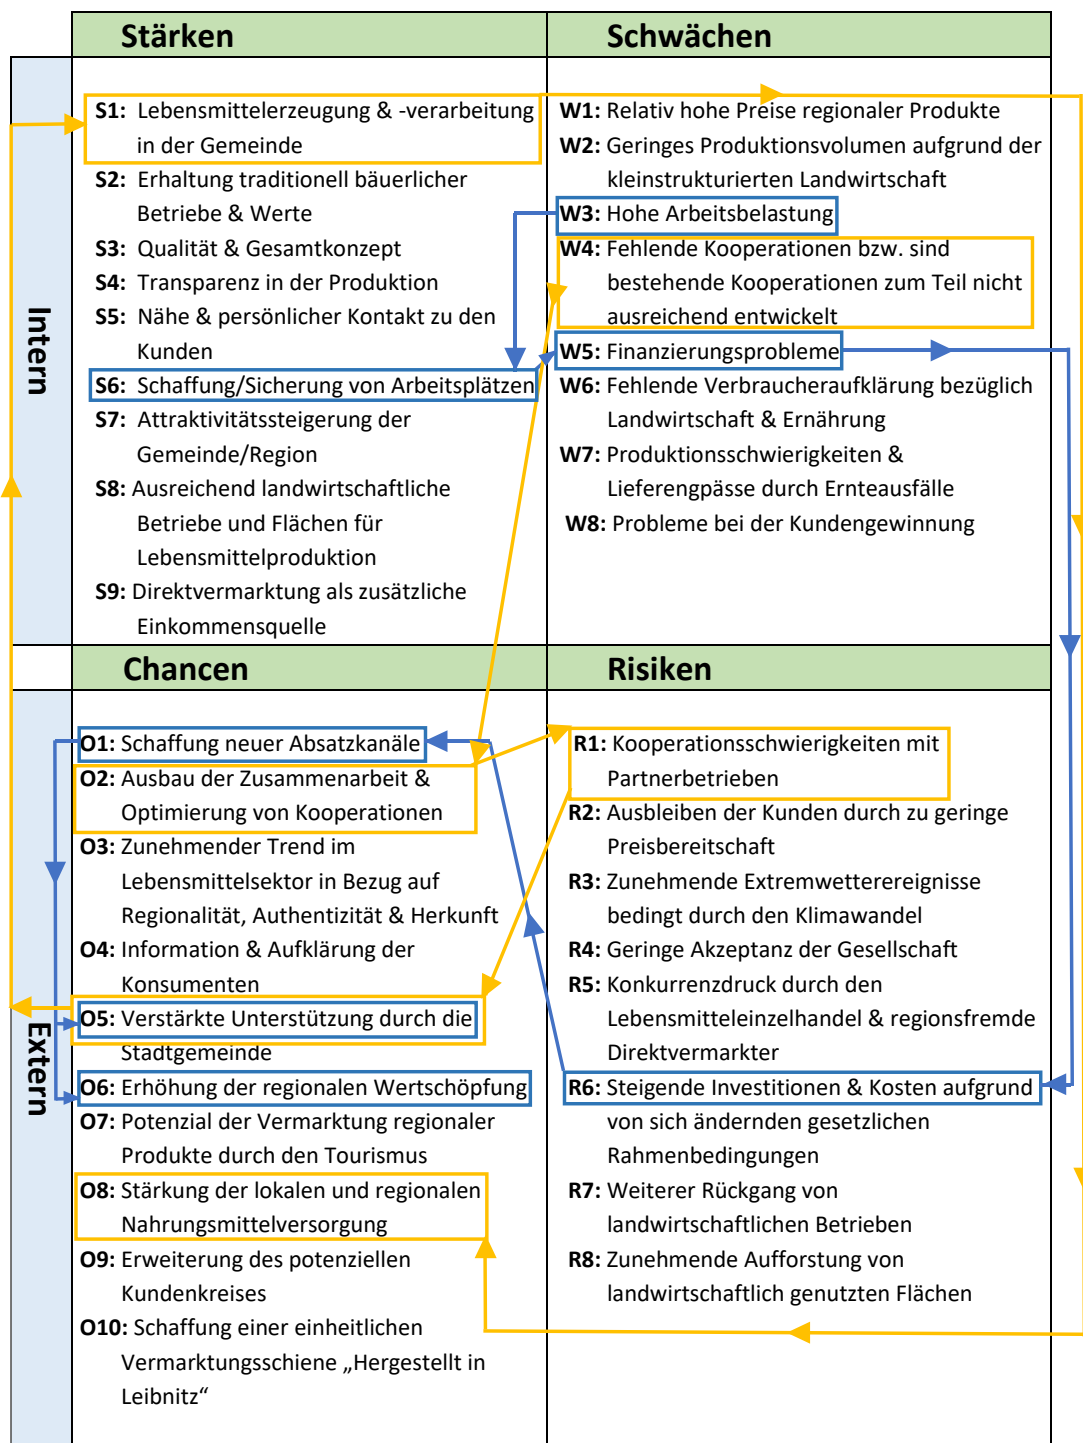 Stärken
Schwächen
Intern
S1: Lebensmittelerzeugung & -verarbeitung
in der Gemeinde
S2: Erhaltung traditionell bäuerlicher
Betriebe & Werte
S3: Qualität & Gesamtkonzept
S4: Transparenz in der Produktion
S5: Nähe & persönlicher Kontakt zu den
Kunden
S6: Schaffung/Sicherung von Arbeitsplätzen
S7: Attraktivitätssteigerung der
Gemeinde/Region
S8: Ausreichend landwirtschaftliche
Betriebe und Flächen für
Lebensmittelproduktion
S9: Direktvermarktung als zusätzliche
Einkommensquelle
W1: Relativ hohe Preise regionaler Produkte
W2: Geringes Produktionsvolumen aufgrund der
kleinstrukturierten Landwirtschaft
W3: Hohe Arbeitsbelastung
W4: Fehlende Kooperationen bzw. sind
bestehende Kooperationen zum Teil nicht
ausreichend entwickelt
W5: Finanzierungsprobleme
W6: Fehlende Verbraucheraufklärung bezüglich
Landwirtschaft & Ernährung
W7: Produktionsschwierigkeiten &
Lieferengpässe durch Ernteausfälle
W8: Probleme bei der Kundengewinnung
Chancen
Risiken
Extern
O1: Schaffung neuer Absatzkanäle
O2: Ausbau der Zusammenarbeit &
Optimierung von Kooperationen
O3: Zunehmender Trend im
Lebensmittelsektor in Bezug auf
Regionalität, Authentizität & Herkunft
O4: Information & Aufklärung der
Konsumenten
O5: Verstärkte Unterstützung durch die
Stadtgemeinde
O6: Erhöhung der regionalen Wertschöpfung
O7: Potenzial der Vermarktung regionaler
Produkte durch den Tourismus
O8: Stärkung der lokalen und regionalen
Nahrungsmittelversorgung
O9: Erweiterung des potenziellen
Kundenkreises
O10: Schaffung einer einheitlichen
Vermarktungsschiene „Hergestellt in
Leibnitz“
R1: Kooperationsschwierigkeiten mit
Partnerbetrieben
R2: Ausbleiben der Kunden durch zu geringe
Preisbereitschaft
R3: Zunehmende Extremwetterereignisse
bedingt durch den Klimawandel
R4: Geringe Akzeptanz der Gesellschaft
R5: Konkurrenzdruck durch den
Lebensmitteleinzelhandel & regionsfremde
Direktvermarkter
R6: Steigende Investitionen & Kosten aufgrund
von sich ändernden gesetzlichen
Rahmenbedingungen
R7: Weiterer Rückgang von
landwirtschaftlichen Betrieben
R8: Zunehmende Aufforstung von
landwirtschaftlich genutzten Flächen